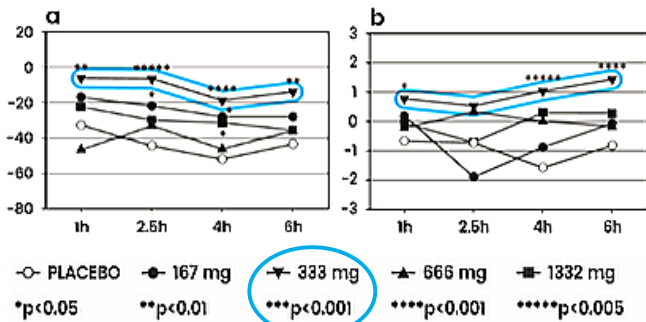 a
b
20
0
-20
-40
-60
-80
** ***** **** **
* * *
1h 2.5h 4h 6h
3
2
1
0
-1
-2
-3
* ***** ****
1h 2.5h 4h 6h
PLACEBO 167 mg 333 mg 666 mg 1332 mg
*p<0.05 **p<0.01 ***p<0.001 ****p<0.001 *****p<0.005